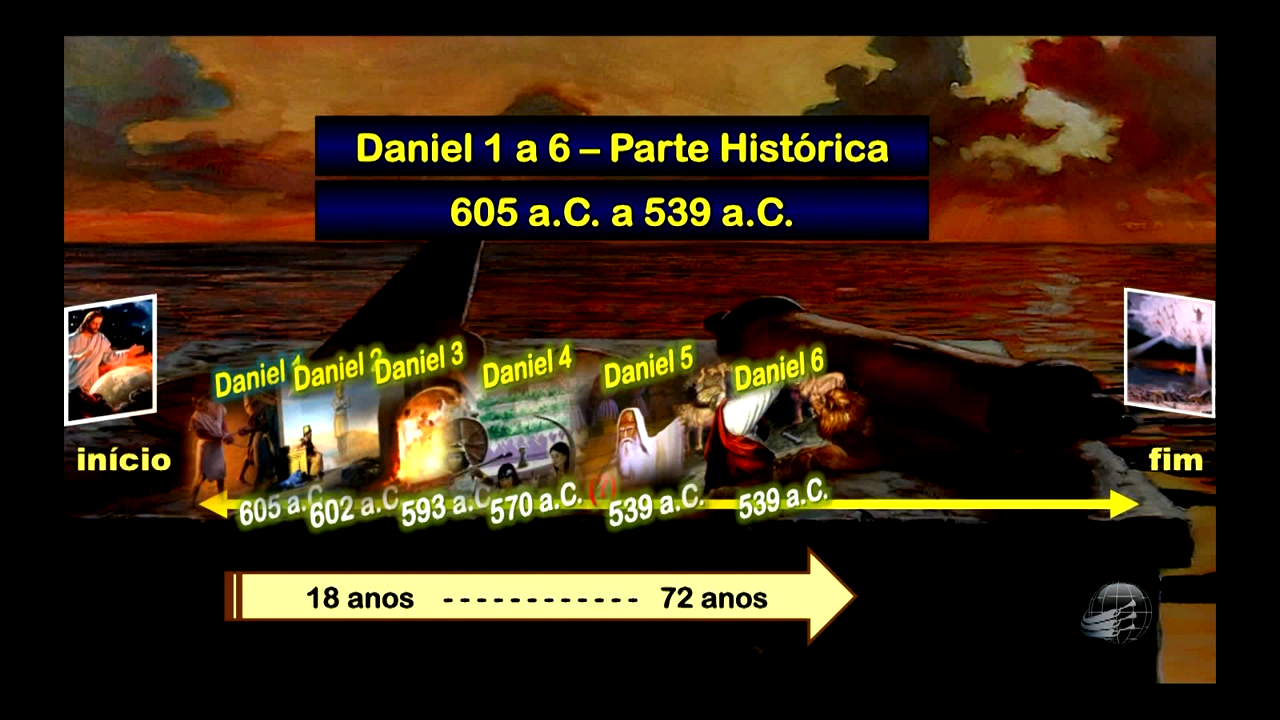 Daniel 1 a 6 – Parte Histórica
605 a.C. a 539 a.C.
Daniel 1 Daniel 2 Daniel 3 Daniel 4 Daniel 5 Daniel 6
início fim
605 a.C 602 a.C 593 a.C 570 a.C. 539 a.C. 539 a.C.
18 anos - - - - - - - - - - - - 72 anos